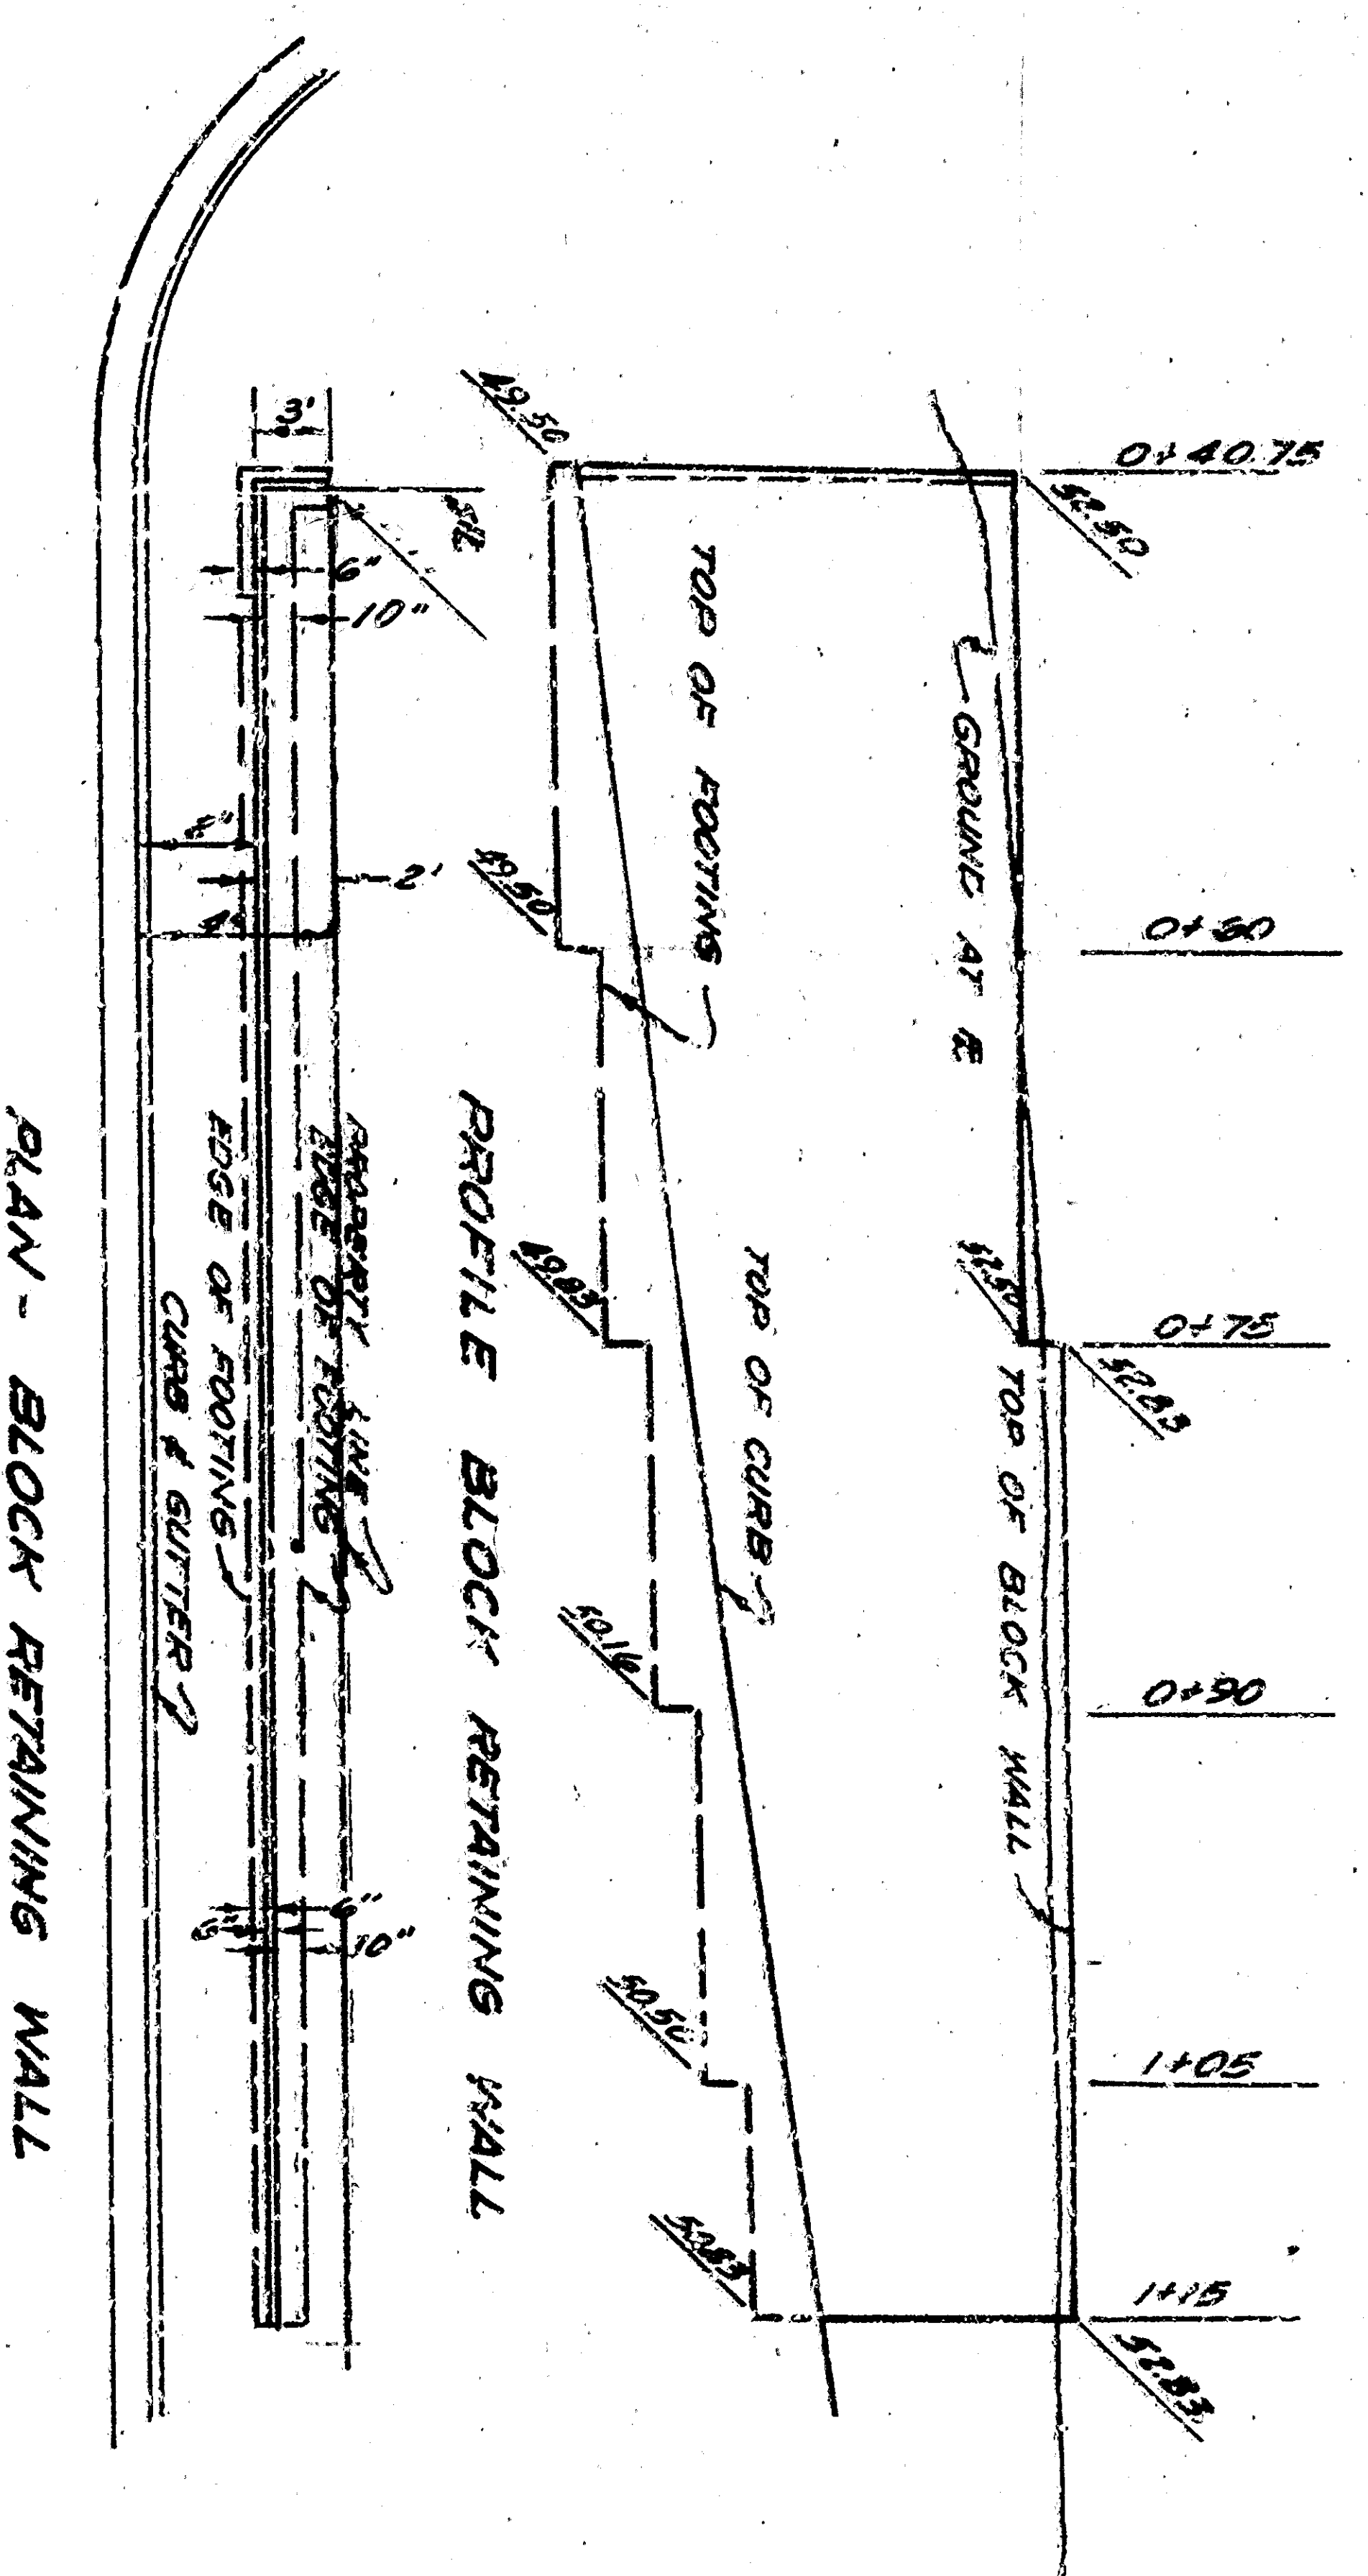 0+40.75
0+60
0+75
0+90
1+05
1+15
52.50
52.50
52.83
52.83
GROUND AT ℄
TOP OF BLOCK WALL
TOP OF FOOTING
TOP OF CURB
49.50
49.50
49.83
50.16
50.50
50.83
PROFILE BLOCK RETAINING WALL
3'
6"
10"
2'
PROPERTY LINE
EDGE OF FOOTING
EDGE OF FOOTING
CURB & GUTTER
6"
6"
10"
PLAN - BLOCK RETAINING WALL